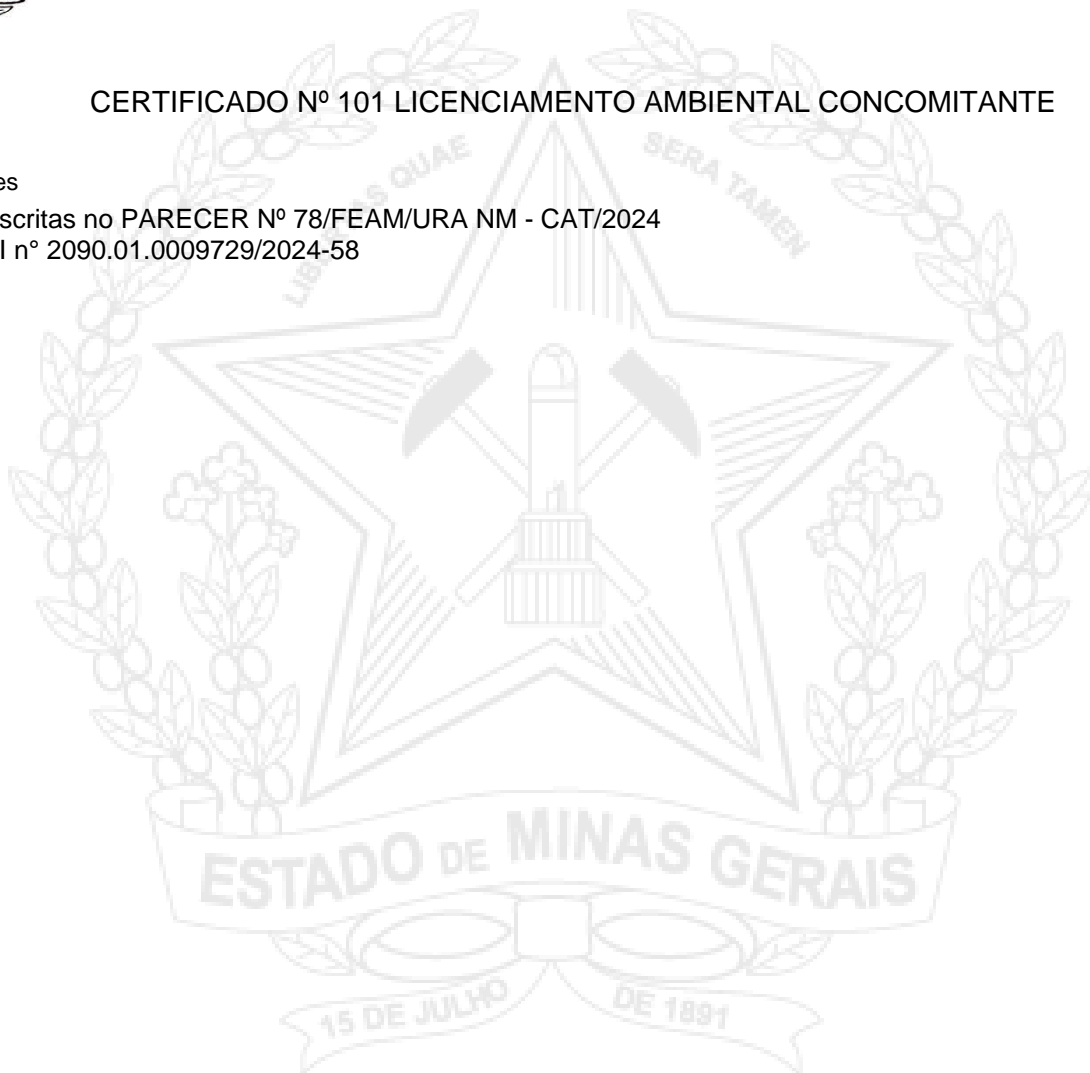 CERTIFICADO Nº 101 LICENCIAMENTO AMBIENTAL CONCOMITANTE
LIBERTAS QUAE SERA TAMEN
es
scritas no PARECER Nº 78/FEAM/URA NM - CAT/2024
I n° 2090.01.0009729/2024-58
ESTADO DE MINAS GERAIS
15 DE JULHO DE 1891